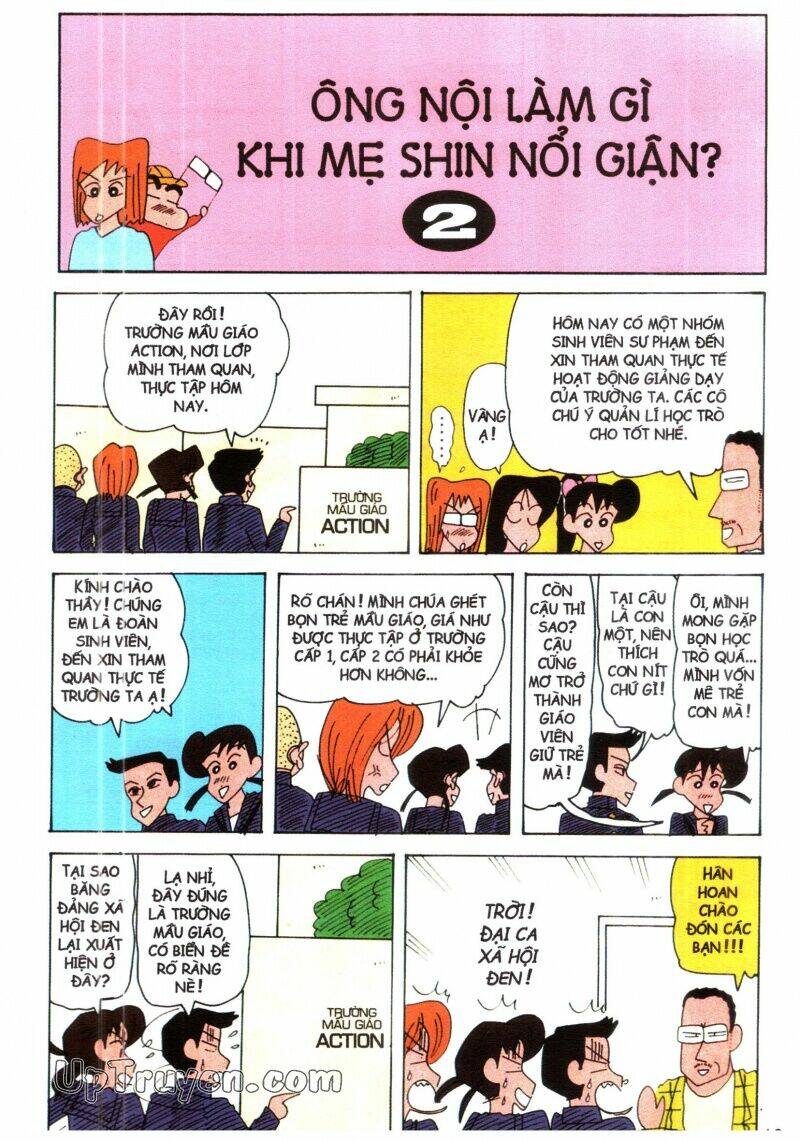 ÔNG NỘI LÀM GÌ
KHI MẸ SHIN NỔI GIẬN?
2
ĐÂY RỒI!
TRƯỜNG MẪU GIÁO
ACTION, NƠI LỚP
MÌNH THAM QUAN,
THỰC TẬP HÔM
NAY.
TRƯỜNG
MẪU GIÁO
ACTION
HÔM NAY CÓ MỘT NHÓM
SINH VIÊN SƯ PHẠM ĐẾN
XIN THAM QUAN THỰC TẾ
HOẠT ĐỘNG GIẢNG DẠY
CỦA TRƯỜNG TA. CÁC CÔ
CHÚ Ý QUẢN LÍ HỌC TRÒ
CHO TỐT NHÉ.
VÂNG
Ạ!
......
KÍNH CHÀO
THẦY! CHÚNG
EM LÀ ĐOÀN
SINH VIÊN,
ĐẾN XIN THAM
QUAN THỰC TẾ
TRƯỜNG TA Ạ!
RÕ CHÁN! MÌNH CHÚA GHÉT
BỌN TRẺ MẪU GIÁO, GIÁ NHƯ
ĐƯỢC THỰC TẬP Ở TRƯỜNG
CẤP 1, CẤP 2 CÓ PHẢI KHỎE
HƠN KHÔNG...
ÔI, MÌNH
MONG GẶP
BỌN HỌC
TRÒ QUÁ...
MÌNH VỐN
MÊ TRẺ
CON MÀ!
TẠI CẬU
LÀ CON
MỘT, NÊN
THÍCH
CON NÍT
CHỨ GÌ!
CÒN
CẬU THÌ
SAO?
CẬU
CŨNG
MƠ TRỞ
THÀNH
GIÁO
VIÊN
GIỮ TRẺ
MÀ!
TẠI SAO
BĂNG
ĐẢNG XÃ
HỘI ĐEN
LẠI XUẤT
HIỆN Ở
ĐÂY?
LẠ NHỈ,
ĐÂY ĐÚNG
LÀ TRƯỜNG
MẪU GIÁO,
CÓ BIỂN ĐỀ
RÕ RÀNG
NÈ!
TRƯỜNG
MẪU GIÁO
ACTION
TRỜI!
ĐẠI CA
XÃ HỘI
ĐEN!
HÂN
HOAN
CHÀO
ĐÓN CÁC
BẠN!!!
UpTruyen.com